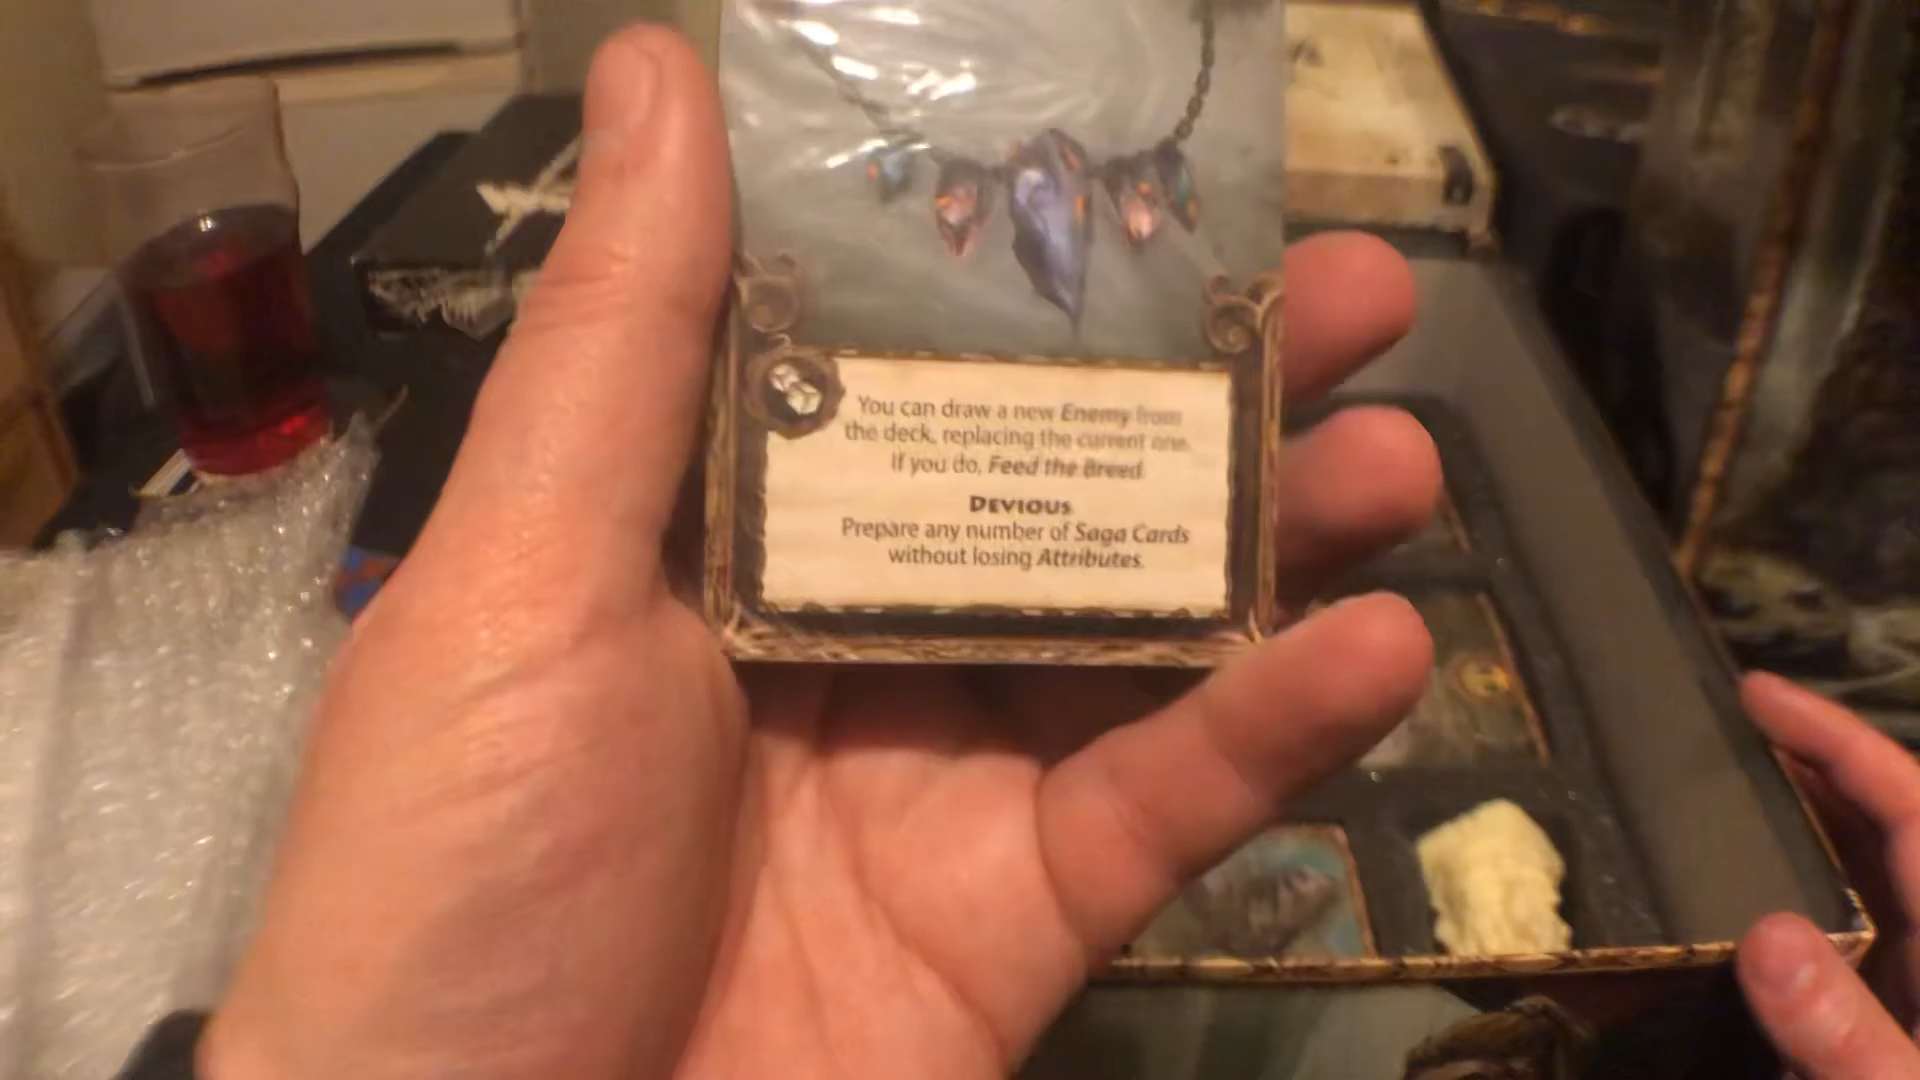 You can draw a new Enemy from
the deck, replacing the current one.
If you do, Feed the Breed.
DEVIOUS
Prepare any number of Saga Cards
without losing Attributes.